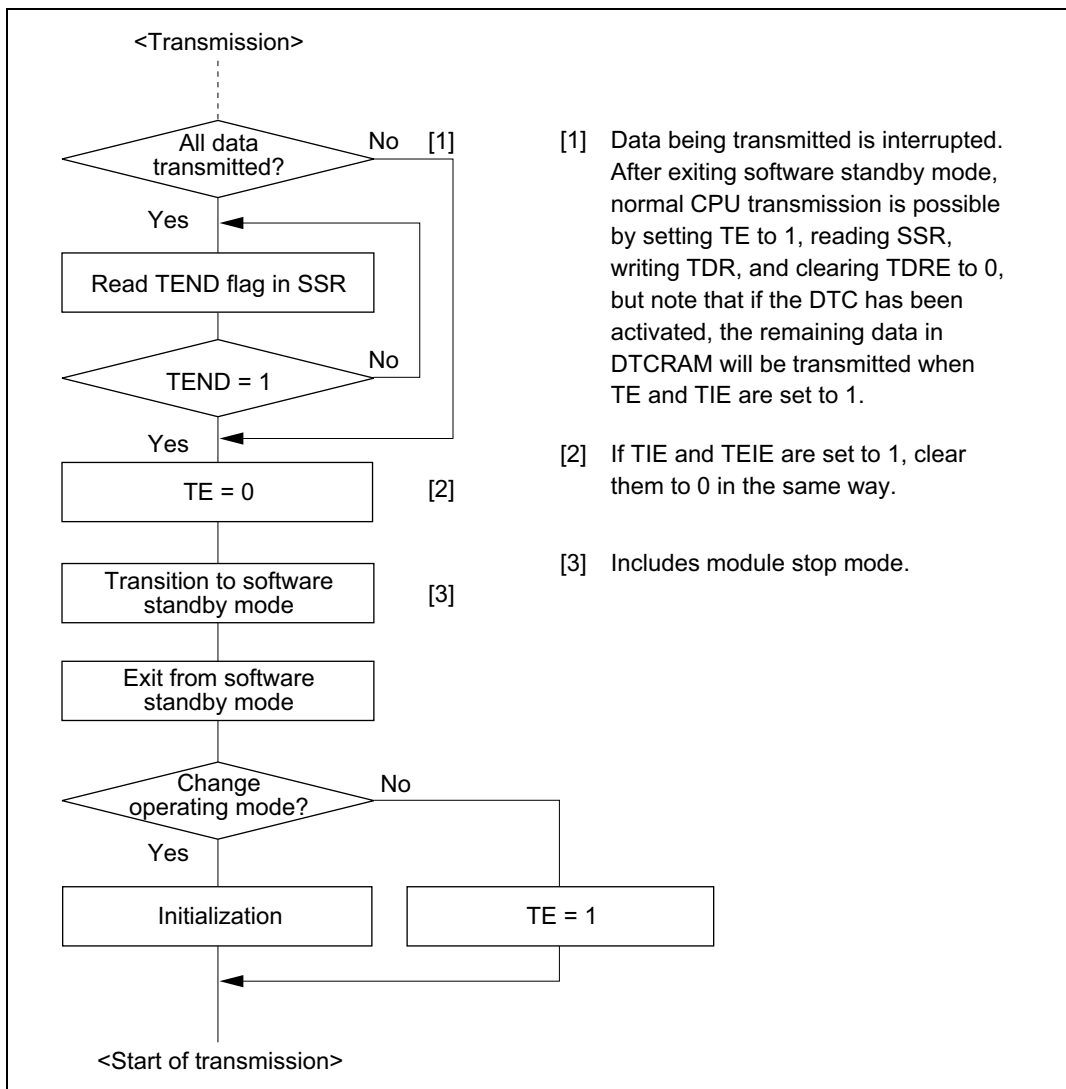 <Transmission>
All data
transmitted?
No
[1]
Yes
Read TEND flag in SSR
No
TEND = 1
Yes
TE = 0
[2]
Transition to software
standby mode
[3]
Exit from software
standby mode
Change
operating mode?
No
Yes
Initialization
TE = 1
<Start of transmission>
[1] Data being transmitted is interrupted.
After exiting software standby mode,
normal CPU transmission is possible
by setting TE to 1, reading SSR,
writing TDR, and clearing TDRE to 0,
but note that if the DTC has been
activated, the remaining data in
DTCRAM will be transmitted when
TE and TIE are set to 1.
[2] If TIE and TEIE are set to 1, clear
them to 0 in the same way.
[3] Includes module stop mode.